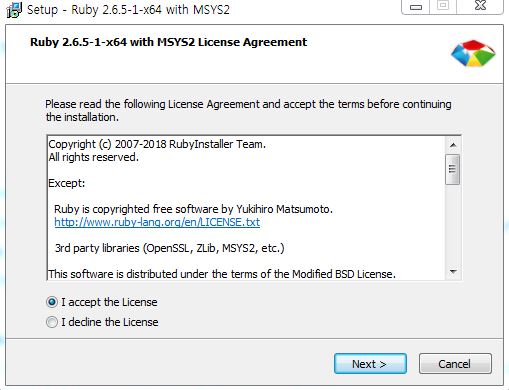 Setup - Ruby 2.6.5-1-x64 with MSYS2
Ruby 2.6.5-1-x64 with MSYS2 License Agreement
Please read the following License Agreement and accept the terms before continuing
the installation.
Copyright (c) 2007-2018 RubyInstaller Team.
All rights reserved.
Except:
Ruby is copyrighted free software by Yukihiro Matsumoto.
http://www.ruby-lang.org/en/LICENSE.txt
3rd party libraries (OpenSSL, ZLib, MSYS2, etc.)
This software is distributed under the terms of the Modified BSD License.
I accept the License
I decline the License
Next >
Cancel